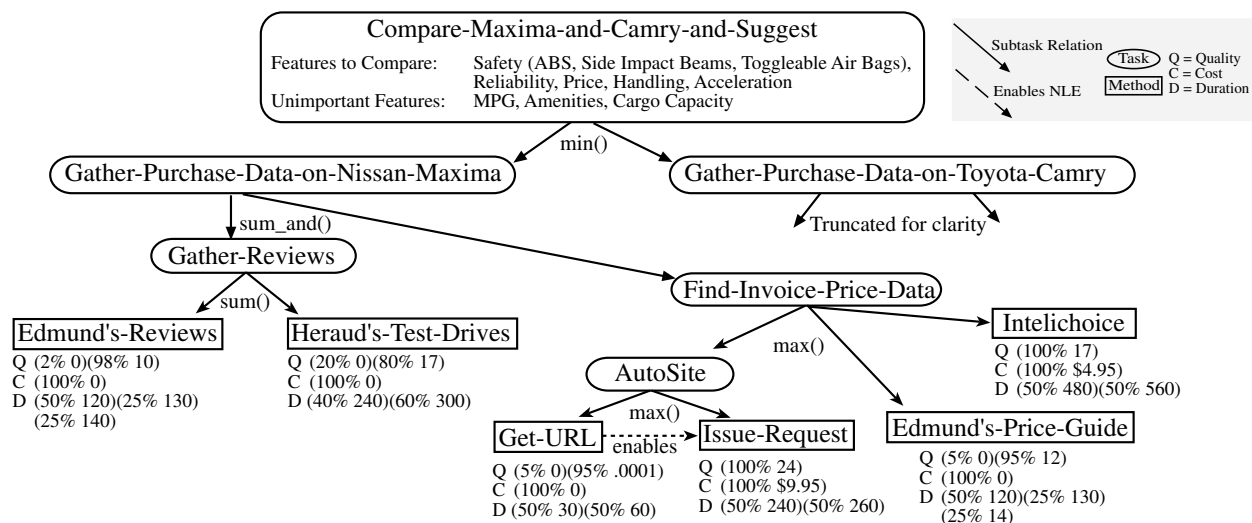 Compare-Maxima-and-Camry-and-Suggest
Features to Compare: Safety (ABS, Side Impact Beams, Toggleable Air Bags),
Reliability, Price, Handling, Acceleration
Unimportant Features: MPG, Amenities, Cargo Capacity
Subtask Relation
Enables NLE
Task
Method
Q = Quality
C = Cost
D = Duration
min()
Gather-Purchase-Data-on-Nissan-Maxima
Gather-Purchase-Data-on-Toyota-Camry
sum_and()
Truncated for clarity
Gather-Reviews
Find-Invoice-Price-Data
sum()
Edmund's-Reviews
Q (2% 0)(98% 10)
C (100% 0)
D (50% 120)(25% 130)
(25% 140)
Heraud's-Test-Drives
Q (20% 0)(80% 17)
C (100% 0)
D (40% 240)(60% 300)
max()
Intelichoice
Q (100% 17)
C (100% $4.95)
D (50% 480)(50% 560)
AutoSite
max()
Get-URL
enables
Issue-Request
Q (5% 0)(95% .0001)
C (100% 0)
D (50% 30)(50% 60)
Q (100% 24)
C (100% $9.95)
D (50% 240)(50% 260)
Edmund's-Price-Guide
Q (5% 0)(95% 12)
C (100% 0)
D (50% 120)(25% 130)
(25% 14)